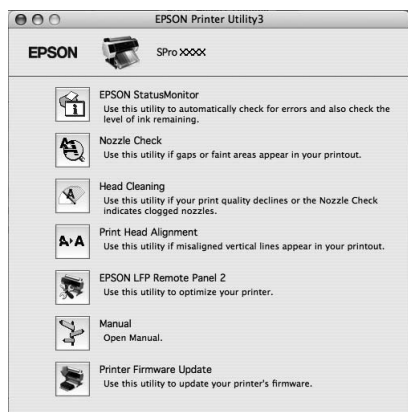 EPSON Printer Utility3
EPSON
SPro XXXX
EPSON StatusMonitor
Use this utility to automatically check for errors and also check the
level of ink remaining.
Nozzle Check
Use this utility if gaps or faint areas appear in your printout.
Head Cleaning
Use this utility if your print quality declines or the Nozzle Check
indicates clogged nozzles.
Print Head Alignment
Use this utility if misaligned vertical lines appear in your printout.
EPSON LFP Remote Panel 2
Use this utility to optimize your printer.
Manual
Open Manual.
Printer Firmware Update
Use this utility to update your printer's firmware.